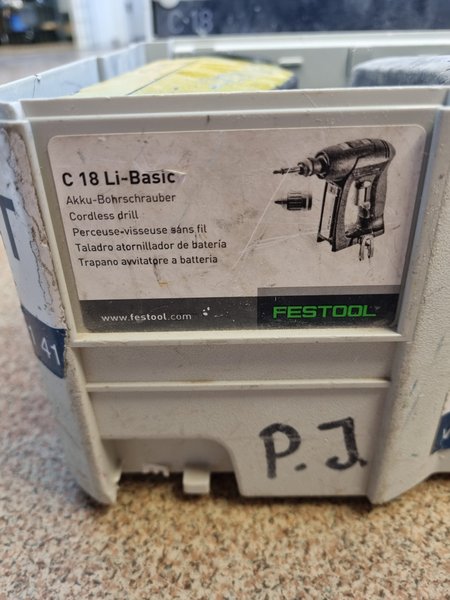 C 18
C 18 Li-Basic
Akku-Bohrschrauber
Cordless drill
Perceuse-visseuse sans fil
Taladro atornillador de batería
Trapano avvitatore a batteria
www.festool.com
FESTOOL
T
41
P.J.